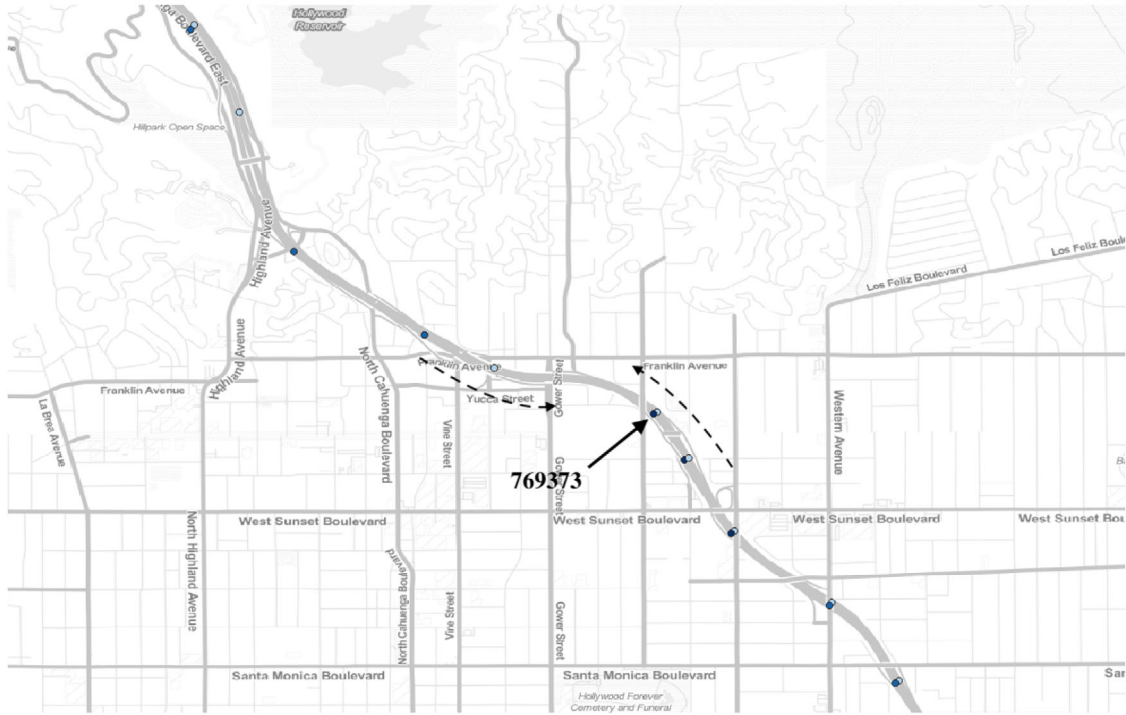 Hollywood
Reservoir
ga Boulevard East
Hillpark Open Space
Highland Avenue
Los Feliz Boul
Los Feliz Boulevard
Highland Avenue
Franklin Avenue
Franklin Avenue
Franklin Avenue
La Brea Avenue
North Cahuenga Boulevard
Yucca Street
Gower Street
Western Avenue
Vine Street
Gower Street
769373
West Sunset Boulevard
West Sunset Boulevard
West Sunset Boulevard
West Sunset Bou
North Highland Avenue
North Cahuenga Boulevard
Vine Street
Gower Street
Santa Monica Boulevard
Santa Monica Boulevard
San
Hollywood Forever
Cemetery and Funeral